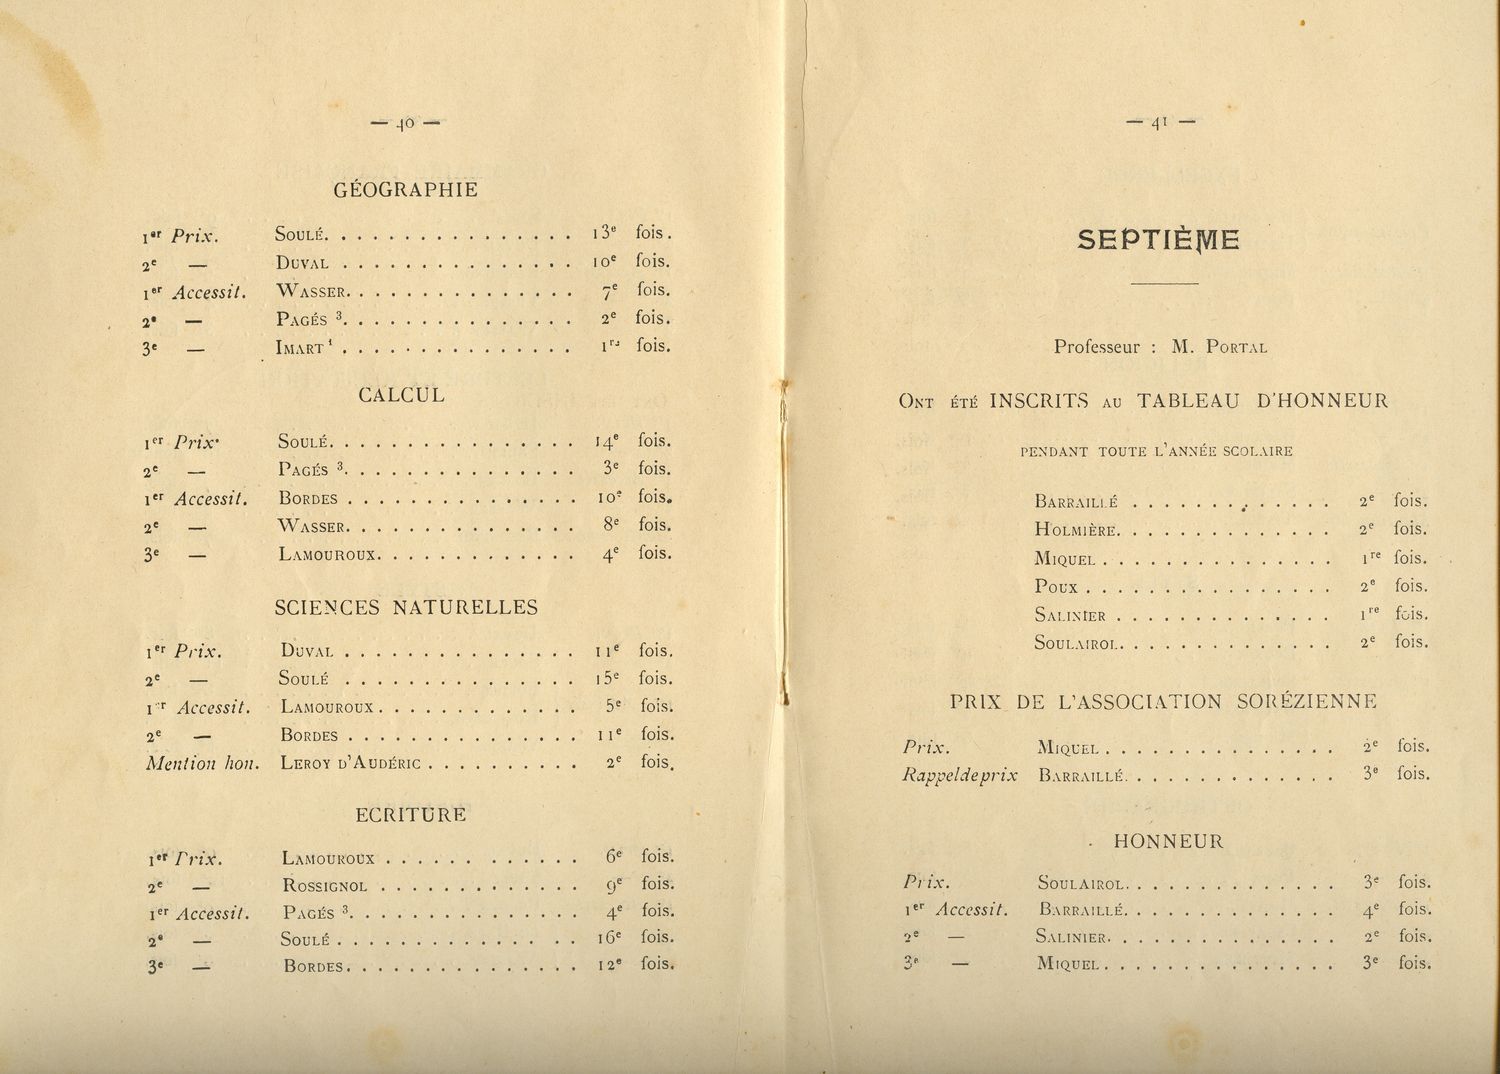 — 40 —
GÉOGRAPHIE
1er Prix. Soulé. . . . . . . . . . . . . . . . 13e fois.
2e — Duval . . . . . . . . . . . . . . . 10e fois.
1er Accessit. Wasser. . . . . . . . . . . . . . . 7e fois.
2e — Pagés 3. . . . . . . . . . . . . . . 2e fois.
3e — Imart 1 . . . . . . . . . . . . . . . 1re fois.
CALCUL
1er Prix. Soulé. . . . . . . . . . . . . . . . 14e fois.
2e — Pagés 3. . . . . . . . . . . . . . . 3e fois.
1er Accessit. Bordes . . . . . . . . . . . . . . . 10e fois.
2e — Wasser. . . . . . . . . . . . . . . 8e fois.
3e — Lamouroux. . . . . . . . . . . . . 4e fois.
SCIENCES NATURELLES
1er Prix. Duval . . . . . . . . . . . . . . . 11e fois.
2e — Soulé . . . . . . . . . . . . . . . 15e fois.
1er Accessit. Lamouroux. . . . . . . . . . . . . 5e fois.
2e — Bordes . . . . . . . . . . . . . . . 11e fois.
Mention hon. Leroy d'Audéric . . . . . . . . . . 2e fois.
ECRITURE
1er Prix. Lamouroux . . . . . . . . . . . . 6e fois.
2e — Rossignol . . . . . . . . . . . . . 9e fois.
1er Accessit. Pagés 3. . . . . . . . . . . . . . . 4e fois.
2e — Soulé . . . . . . . . . . . . . . . 16e fois.
3e — Bordes. . . . . . . . . . . . . . . 12e fois.
— 41 —
SEPTIÈME
Professeur : M. Portal
Ont été INSCRITS au TABLEAU D'HONNEUR
PENDANT TOUTE L'ANNÉE SCOLAIRE
Barraillé . . . . . . . . . . . . . 2e fois.
Holmière. . . . . . . . . . . . . . 2e fois.
Miquel . . . . . . . . . . . . . . . 1re fois.
Poux . . . . . . . . . . . . . . . . 2e fois.
Salinier . . . . . . . . . . . . . . 1re fois.
Soulairol. . . . . . . . . . . . . . 2e fois.
PRIX DE L'ASSOCIATION SORÉZIENNE
Prix. Miquel . . . . . . . . . . . . . . . 2e fois.
Rappel de prix Barraillé. . . . . . . . . . . . . . 3e fois.
HONNEUR
Prix. Soulairol. . . . . . . . . . . . . . 3e fois.
1er Accessit. Barraillé. . . . . . . . . . . . . . 4e fois.
2e — Salinier. . . . . . . . . . . . . . . 2e fois.
3e — Miquel . . . . . . . . . . . . . . . 3e fois.